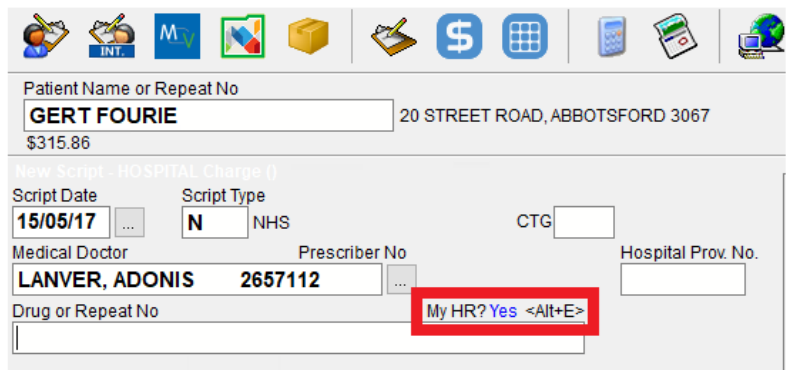 INT. Mv $
Patient Name or Repeat No
GERT FOURIE 20 STREET ROAD, ABBOTSFORD 3067
$315.86
New Script - HOSPITAL Charge ()
Script Date Script Type
15/05/17 ... N NHS CTG
Medical Doctor Prescriber No Hospital Prov. No.
LANVER, ADONIS 2657112 ...
Drug or Repeat No My HR? Yes <Alt+E>